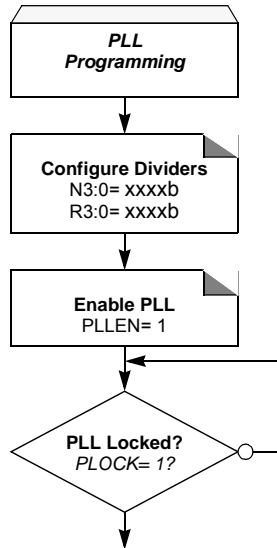 PLL
Programming
Configure Dividers
N3:0= xxxxb
R3:0= xxxxb
Enable PLL
PLLEN= 1
PLL Locked?
PLOCK= 1?